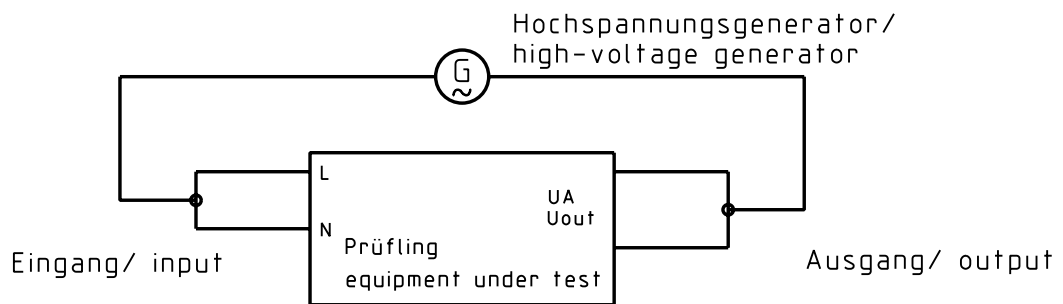 Hochspannungsgenerator/
high-voltage generator
G
~
L
UA
Uout
N
Prüfling
equipment under test
Eingang/ input
Ausgang/ output